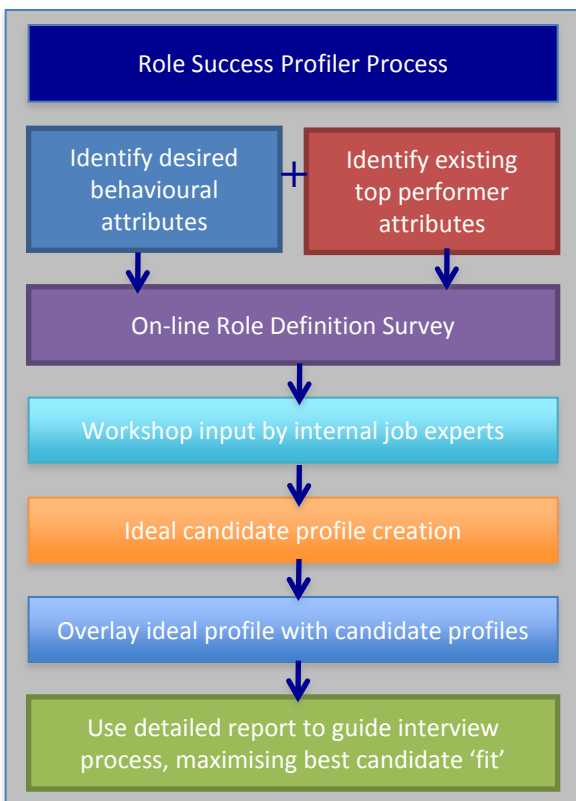 Role Success Profiler Process
Identify desired
behavioural
attributes
+
Identify existing
top performer
attributes
On-line Role Definition Survey
Workshop input by internal job experts
Ideal candidate profile creation
Overlay ideal profile with candidate profiles
Use detailed report to guide interview
process, maximising best candidate ‘fit’